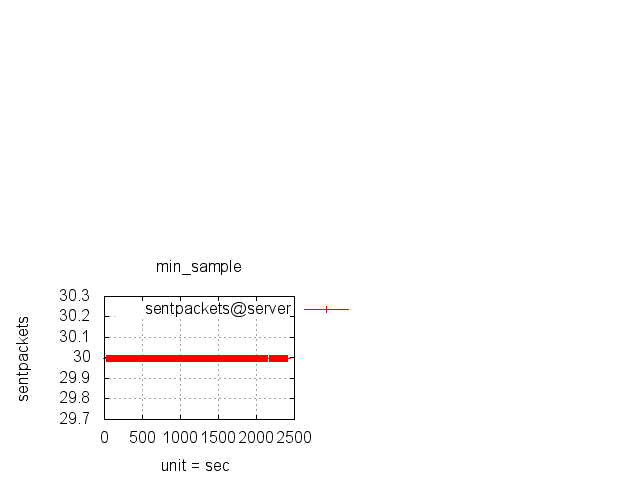 min_sample
30.3
sentpackets@server
30.2
30.1
30
29.9
29.8
29.7
sentpackets
0 500 1000 1500 2000 2500
unit = sec